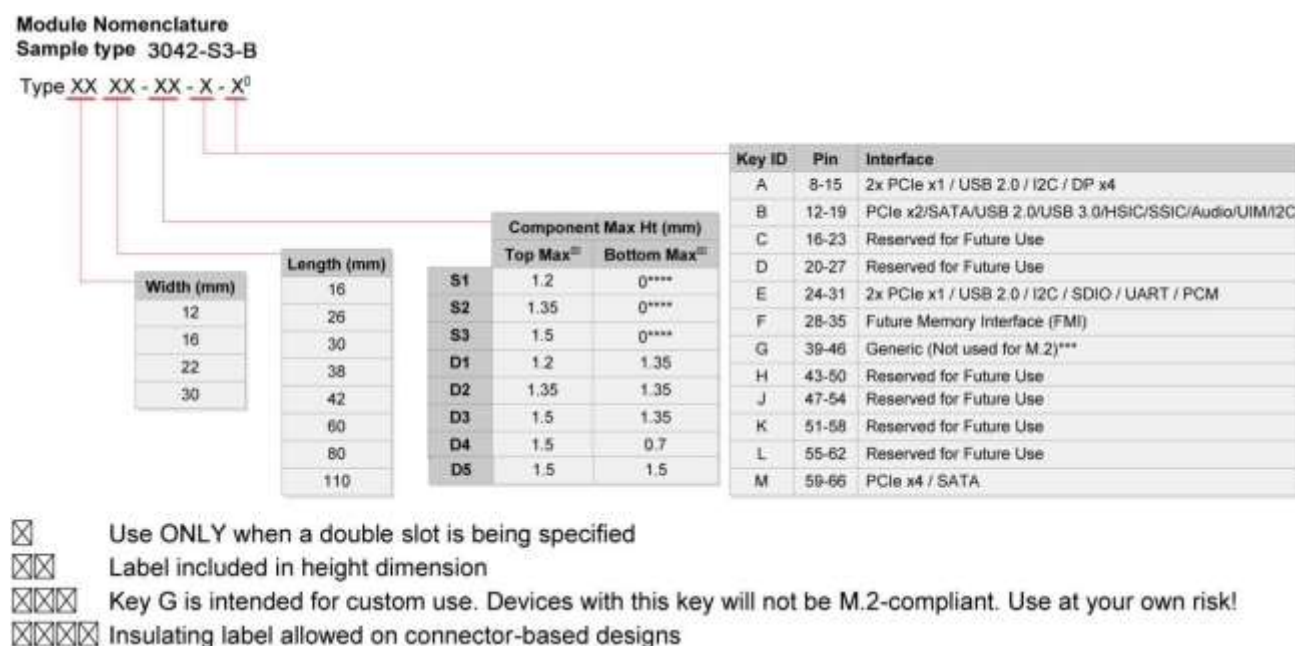 Module Nomenclature
Sample type 3042-S3-B
Type XX XX - XX - X - X⁰
Key ID Pin Interface
A 8-15 2x PCIe x1 / USB 2.0 / I2C / DP x4
B 12-19 PCIe x2/SATA/USB 2.0/USB 3.0/HSIC/SSIC/Audio/UIM/I2C
C 16-23 Reserved for Future Use
D 20-27 Reserved for Future Use
E 24-31 2x PCIe x1 / USB 2.0 / I2C / SDIO / UART / PCM
F 28-35 Future Memory Interface (FMI)
G 39-46 Generic (Not used for M.2)***
H 43-50 Reserved for Future Use
J 47-54 Reserved for Future Use
K 51-58 Reserved for Future Use
L 55-62 Reserved for Future Use
M 59-66 PCIe x4 / SATA
Component Max Ht (mm)
Top Max Bottom Max
S1 1.2 0****
S2 1.35 0****
S3 1.5 0****
D1 1.2 1.35
D2 1.35 1.35
D3 1.5 1.35
D4 1.5 0.7
D5 1.5 1.5
Length (mm)
16
26
30
38
42
60
80
110
Width (mm)
12
16
22
30
Use ONLY when a double slot is being specified
Label included in height dimension
Key G is intended for custom use. Devices with this key will not be M.2-compliant. Use at your own risk!
Insulating label allowed on connector-based designs